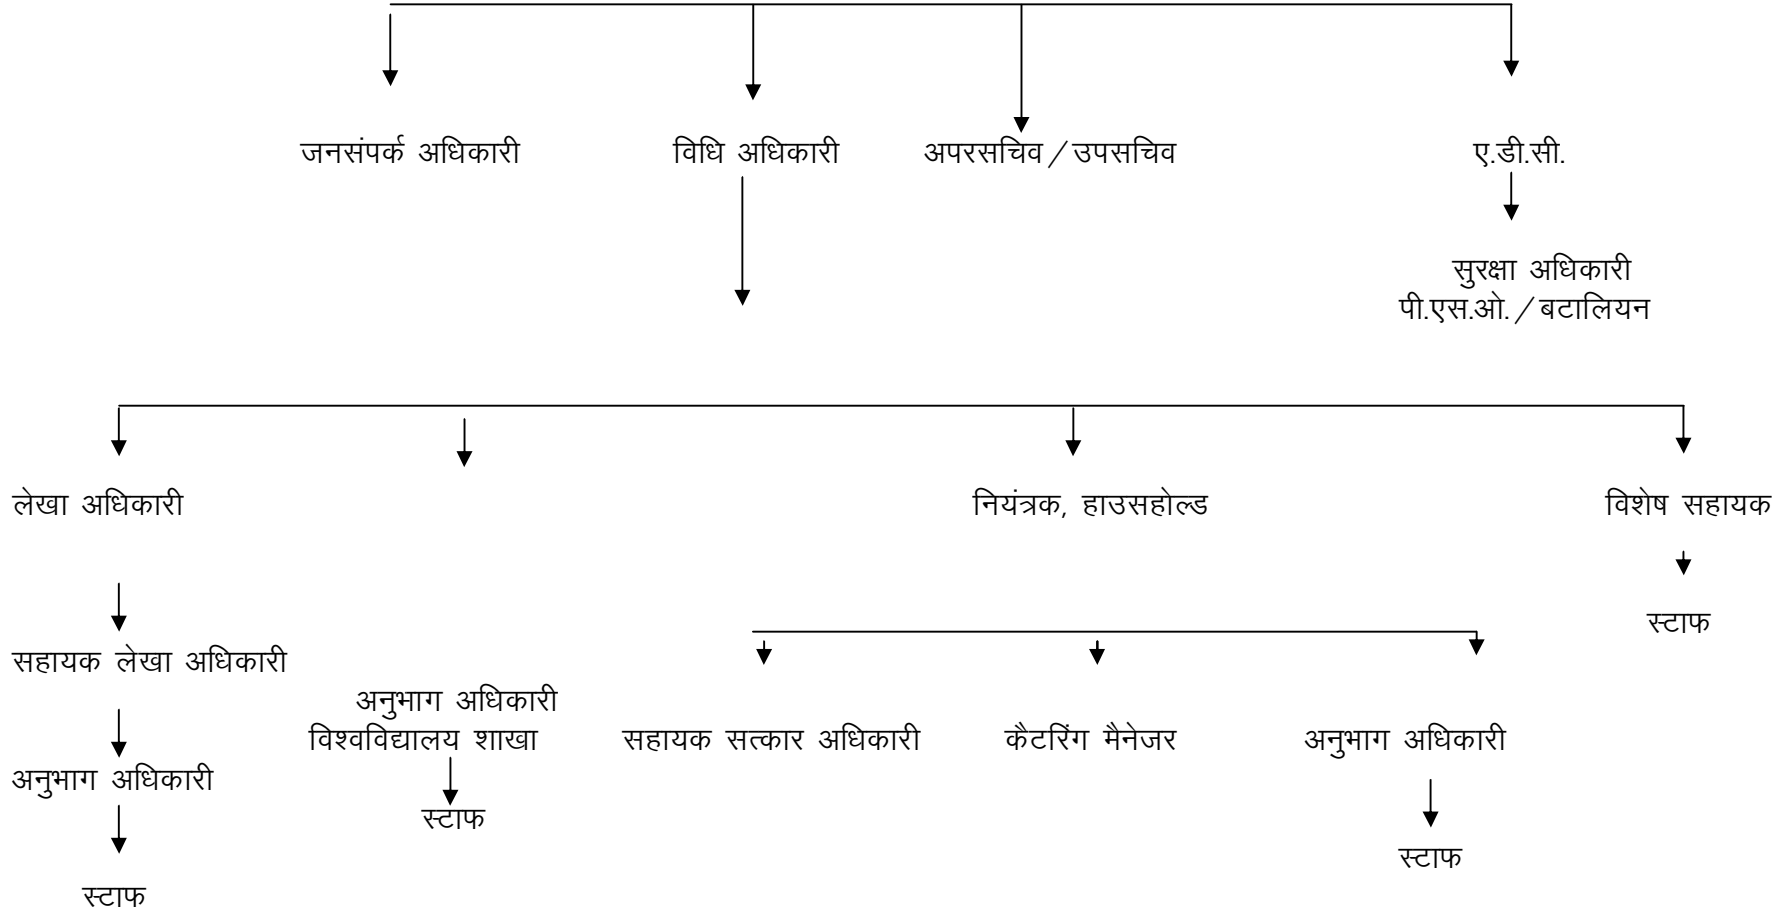 जनसंपर्क अधिकारी
विधि अधिकारी
अपरसचिव/उपसचिव
ए.डी.सी.
सुरक्षा अधिकारी
पी.एस.ओ./बटालियन
लेखा अधिकारी
नियंत्रक, हाउसहोल्ड
विशेष सहायक
स्टाफ
सहायक लेखा अधिकारी
अनुभाग अधिकारी
विश्वविद्यालय शाखा
सहायक सत्कार अधिकारी
कैटरिंग मैनेजर
अनुभाग अधिकारी
अनुभाग अधिकारी
स्टाफ
स्टाफ
स्टाफ